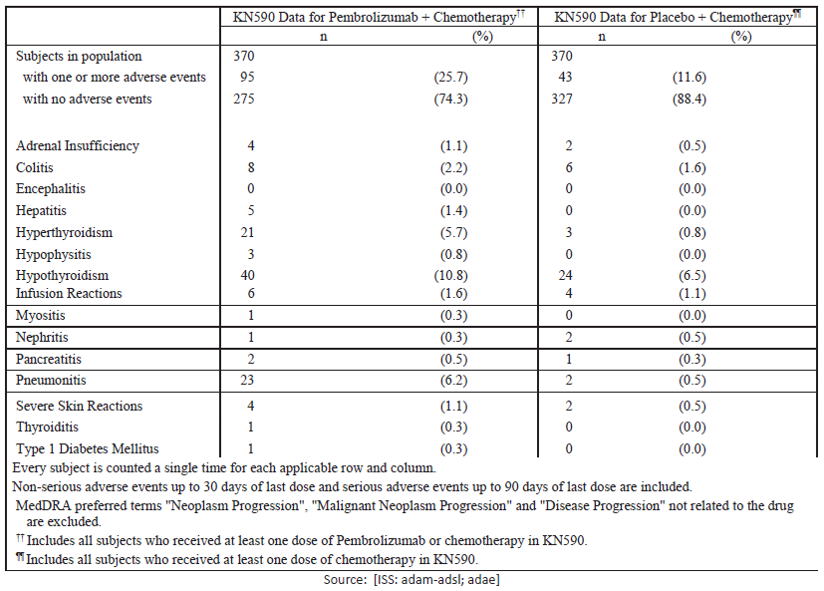 KN590 Data for Pembrolizumab + Chemotherapy†† KN590 Data for Placebo + Chemotherapy¶¶
n (%) n (%)
Subjects in population 370 370
with one or more adverse events 95 (25.7) 43 (11.6)
with no adverse events 275 (74.3) 327 (88.4)
Adrenal Insufficiency 4 (1.1) 2 (0.5)
Colitis 8 (2.2) 6 (1.6)
Encephalitis 0 (0.0) 0 (0.0)
Hepatitis 5 (1.4) 0 (0.0)
Hyperthyroidism 21 (5.7) 3 (0.8)
Hypophysitis 3 (0.8) 0 (0.0)
Hypothyroidism 40 (10.8) 24 (6.5)
Infusion Reactions 6 (1.6) 4 (1.1)
Myositis 1 (0.3) 0 (0.0)
Nephritis 1 (0.3) 2 (0.5)
Pancreatitis 2 (0.5) 1 (0.3)
Pneumonitis 23 (6.2) 2 (0.5)
Severe Skin Reactions 4 (1.1) 2 (0.5)
Thyroiditis 1 (0.3) 0 (0.0)
Type 1 Diabetes Mellitus 1 (0.3) 0 (0.0)
Every subject is counted a single time for each applicable row and column.
Non-serious adverse events up to 30 days of last dose and serious adverse events up to 90 days of last dose are included.
MedDRA preferred terms "Neoplasm Progression", "Malignant Neoplasm Progression" and "Disease Progression" not related to the drug
are excluded.
†† Includes all subjects who received at least one dose of Pembrolizumab or chemotherapy in KN590.
¶¶ Includes all subjects who received at least one dose of chemotherapy in KN590.
Source: [ISS: adam-adsl; adae]